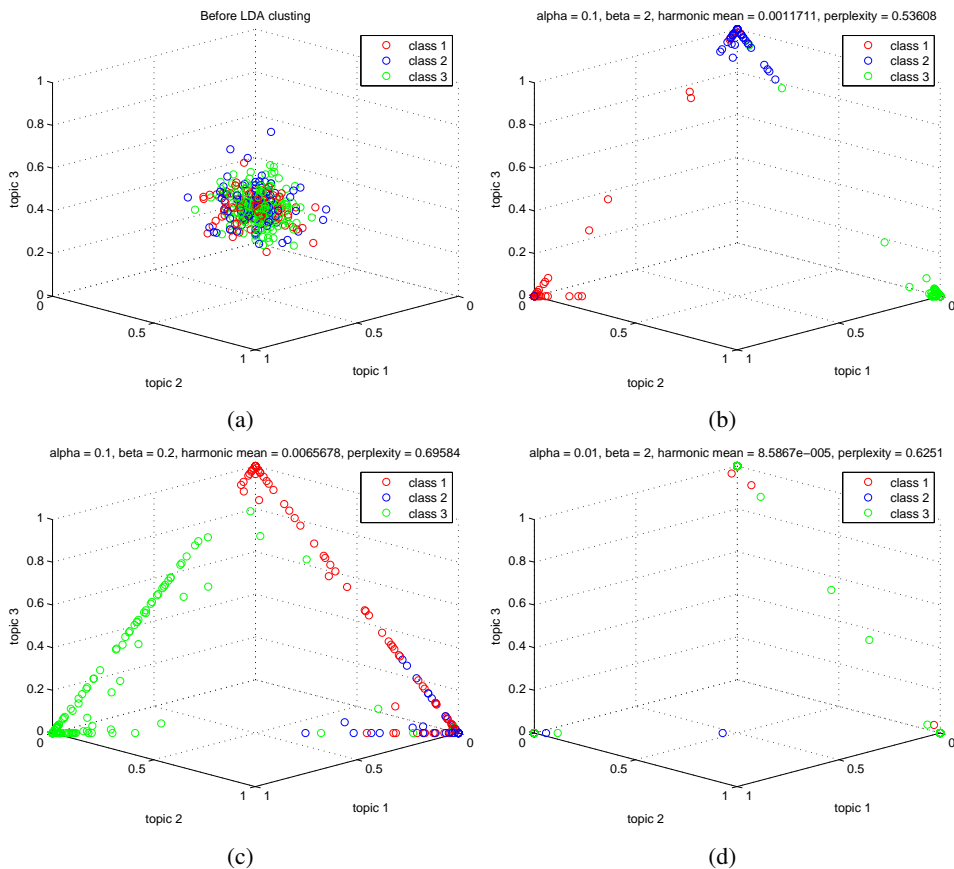 Before LDA clusting
class 1
class 2
class 3
1
0.8
0.6
0.4
0.2
0
0.5
1
1
0.5
0
topic 3
topic 2
topic 1
(a)
alpha = 0.1, beta = 2, harmonic mean = 0.0011711, perplexity = 0.53608
class 1
class 2
class 3
1
0.8
0.6
0.4
0.2
0
0.5
1
1
0.5
0
topic 3
topic 2
topic 1
(b)
alpha = 0.1, beta = 0.2, harmonic mean = 0.0065678, perplexity = 0.69584
class 1
class 2
class 3
1
0.8
0.6
0.4
0.2
0
0.5
1
1
0.5
0
topic 3
topic 2
topic 1
(c)
alpha = 0.01, beta = 2, harmonic mean = 8.5867e−005, perplexity = 0.6251
class 1
class 2
class 3
1
0.8
0.6
0.4
0.2
0
0.5
1
1
0.5
0
topic 3
topic 2
topic 1
(d)